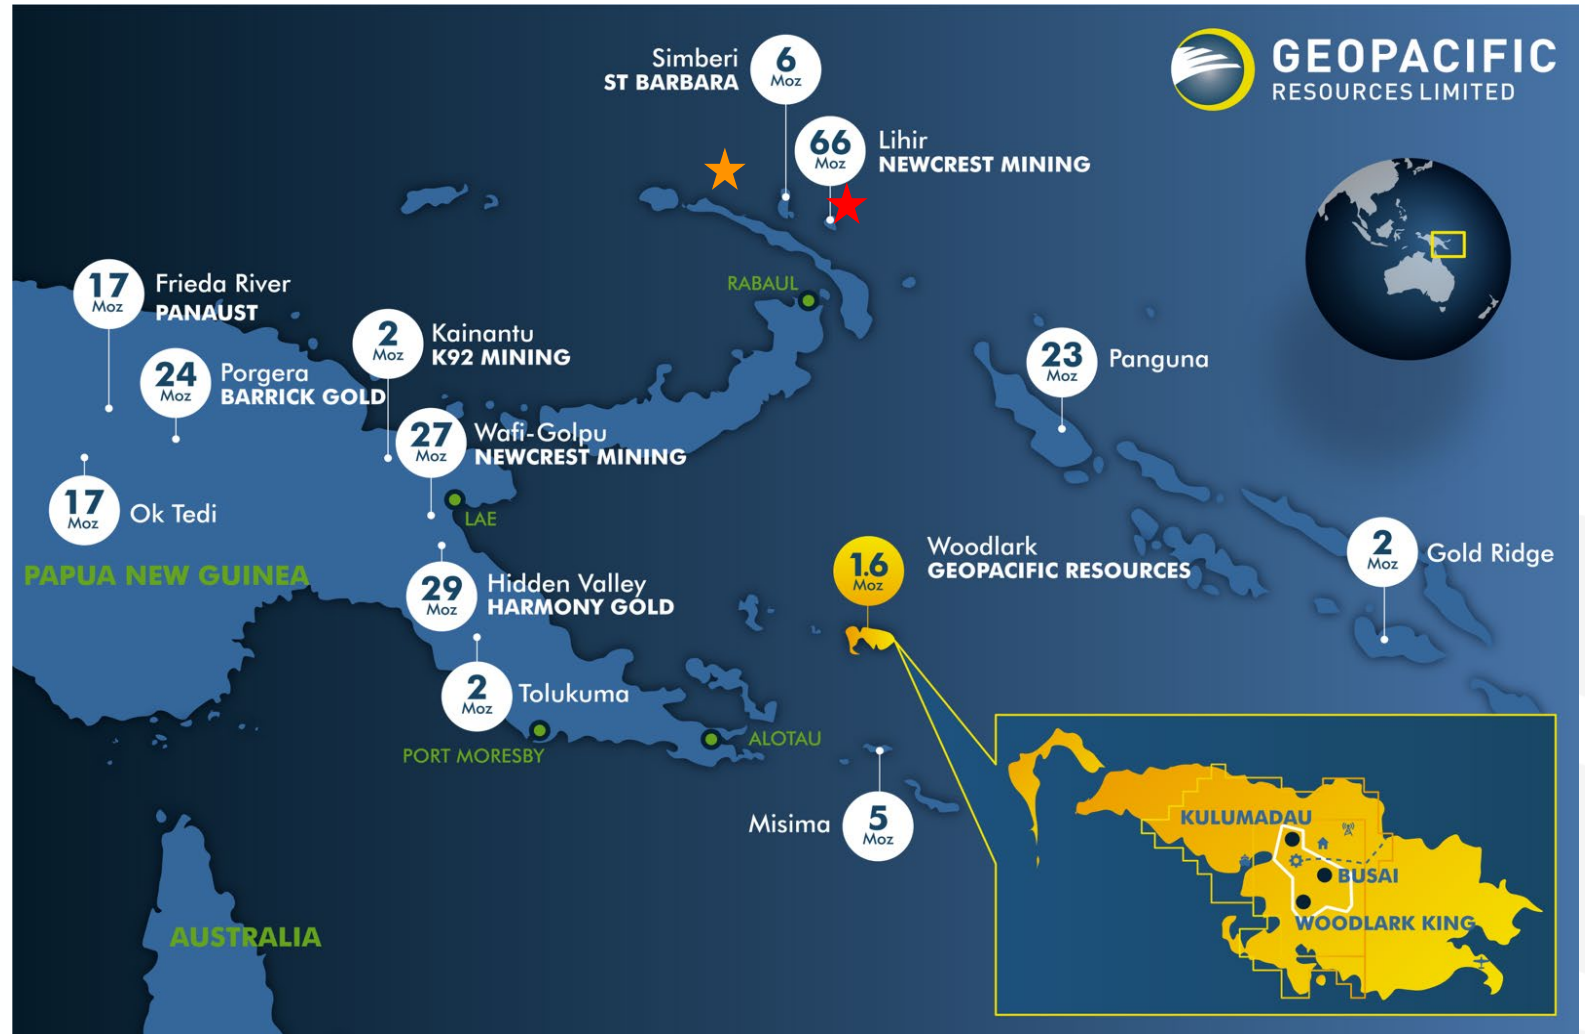 Simberi
ST BARBARA
6
Moz
GEOPACIFIC
RESOURCES LIMITED
66
Moz
Lihir
NEWCREST MINING
17
Moz
Frieda River
PANAUST
RABAUL
2
Moz
Kainantu
K92 MINING
24
Moz
Porgera
BARRICK GOLD
23
Moz
Panguna
27
Moz
Wafi-Golpu
NEWCREST MINING
17
Moz
Ok Tedi
LAE
PAPUA NEW GUINEA
29
Moz
Hidden Valley
HARMONY GOLD
1.6
Moz
Woodlark
GEOPACIFIC RESOURCES
2
Moz
Gold Ridge
2
Moz
Tolukuma
PORT MORESBY
ALOTAU
Misima
5
Moz
KULUMADAU
BUSAI
WOODLARK KING
AUSTRALIA